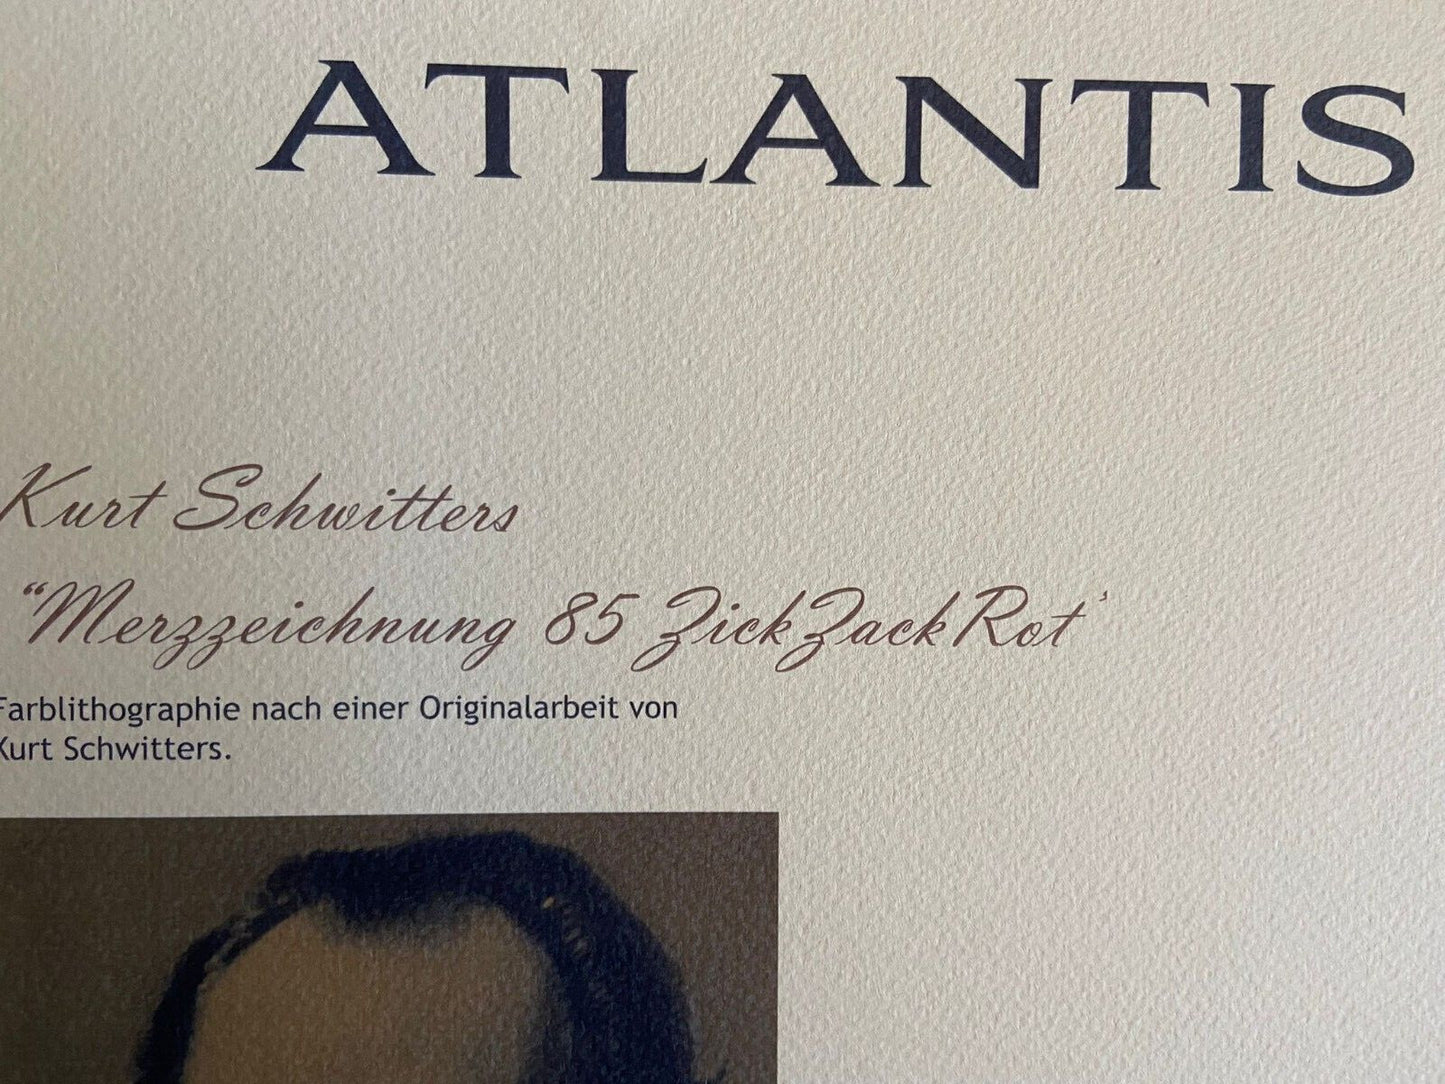 ATLANTIS
Kurt Schwitters
"Merzzeichnung 85 ZickZackRot'
Farblithographie nach einer Originalarbeit von
Kurt Schwitters.